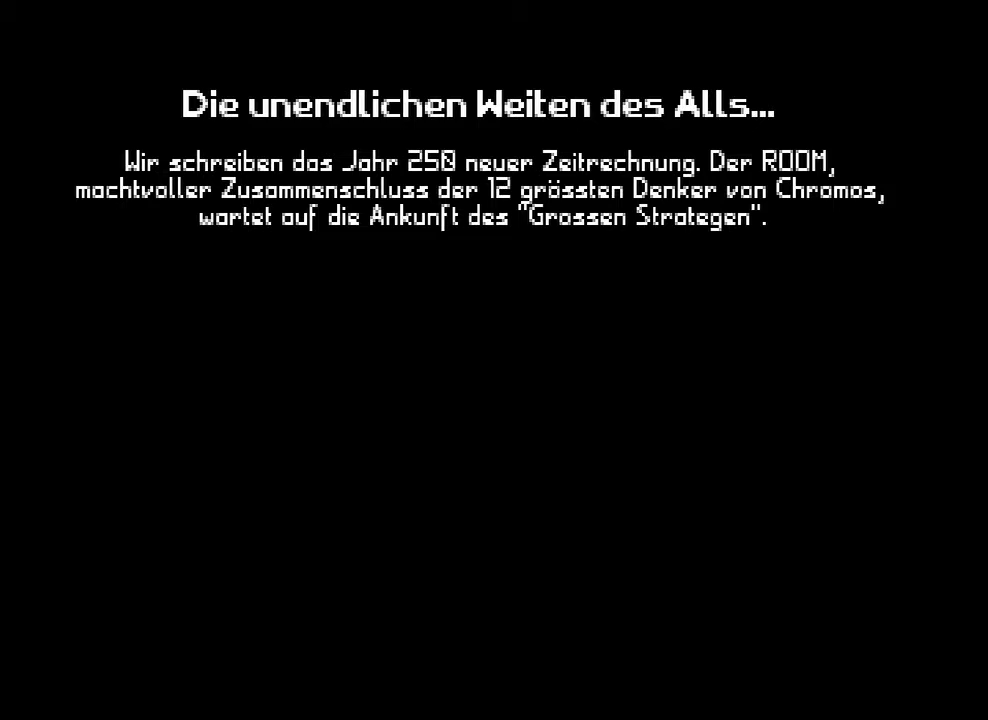 Die unendlichen Weiten des Alls...
Wir schreiben das Jahr 250 neuer Zeitrechnung. Der ROOM,
machtvoller Zusammenschluss der 12 grössten Denker von Chromos,
wartet auf die Ankunft des "Grossen Strategen".